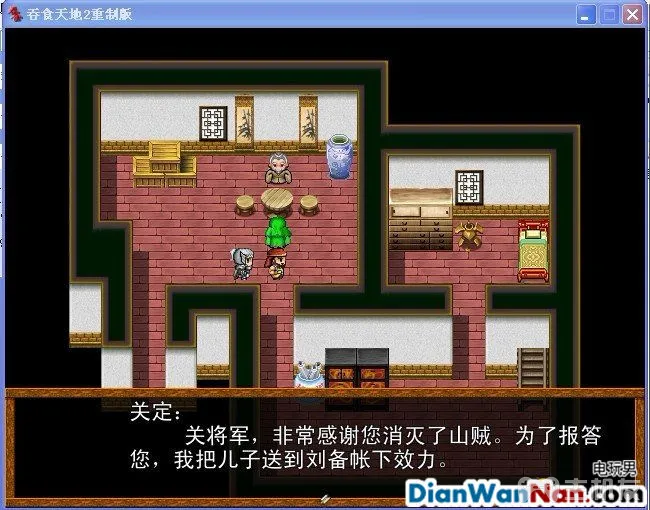 吞食天地2重制版
关定：
关将军，非常感谢您消灭了山贼。为了报答
您，我把儿子送到刘备帐下效力。
电玩男
DianWanNan.com